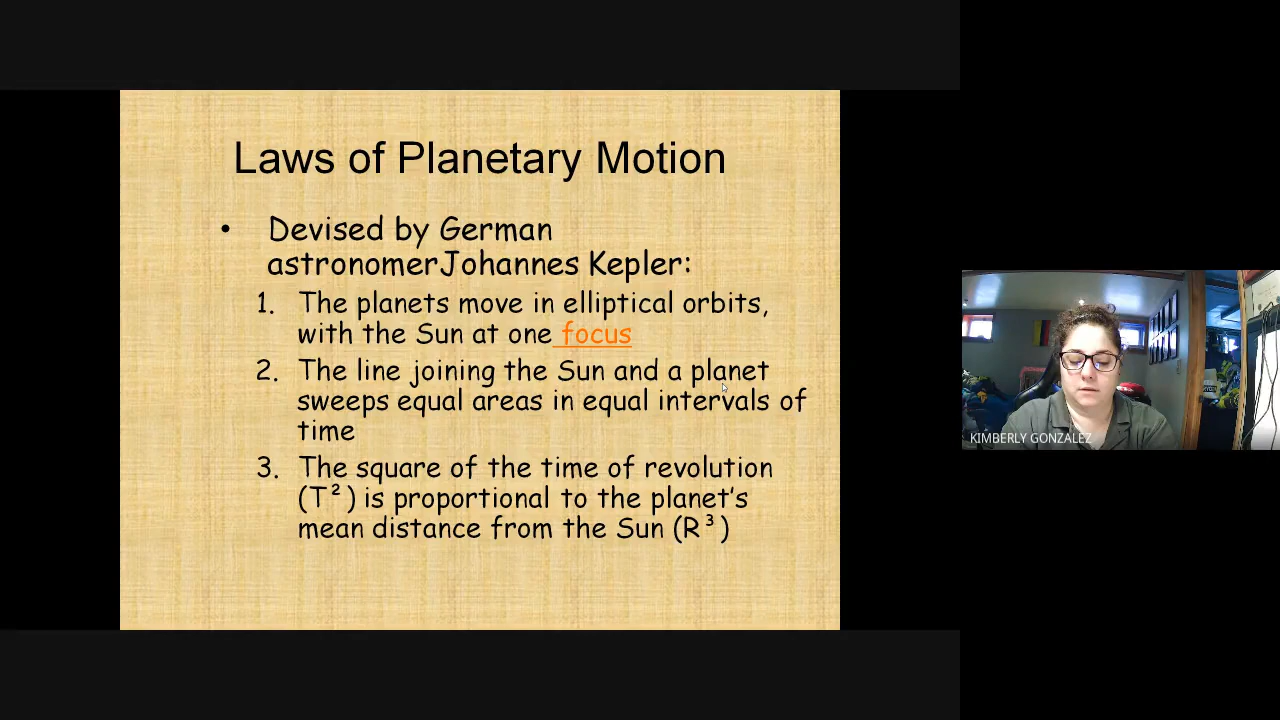 Laws of Planetary Motion
• Devised by German
astronomerJohannes Kepler:
1. The planets move in elliptical orbits,
with the Sun at one focus
2. The line joining the Sun and a planet
sweeps equal areas in equal intervals of
time
3. The square of the time of revolution
(T²) is proportional to the planet's
mean distance from the Sun (R³)
KIMBERLY GONZALEZ